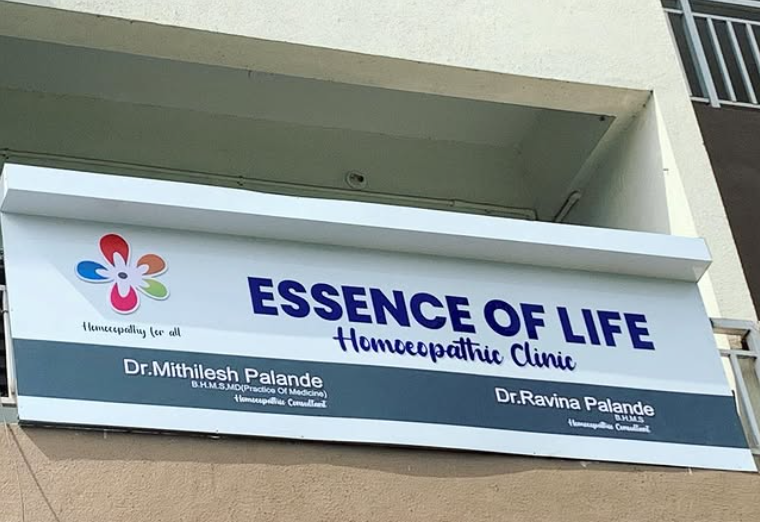 ESSENCE OF LIFE
Homoeopathic Clinic
Homoeopathy for all
Dr.Mithilesh Palande
B.H.M.S,MD(Practice Of Medicine)
Homoeopathic Consultant
Dr.Ravina Palande
B.H.M.S
Homoeopathic Consultant